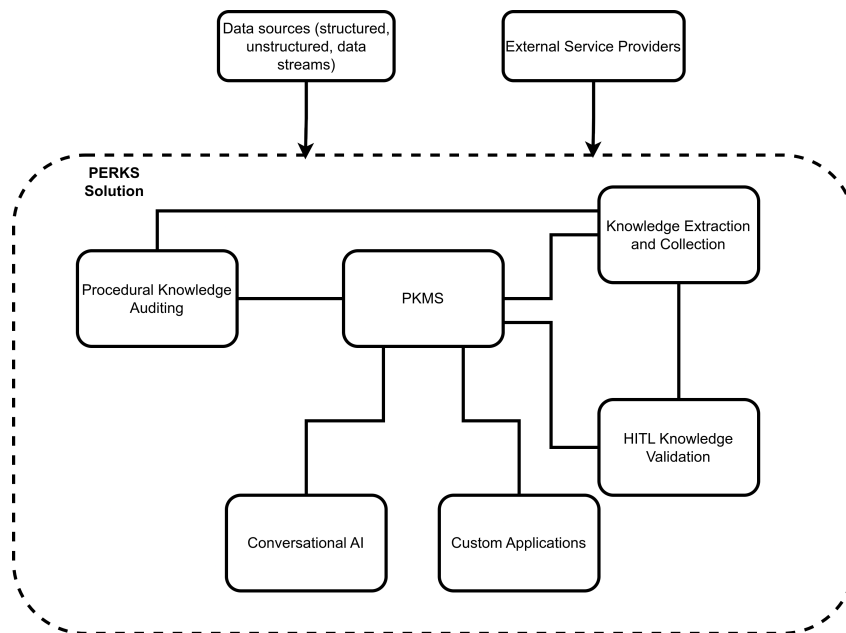 Data sources (structured,
unstructured, data
streams)
External Service Providers
PERKS
Solution
Knowledge Extraction
and Collection
Procedural Knowledge
Auditing
PKMS
HITL Knowledge
Validation
Conversational AI
Custom Applications